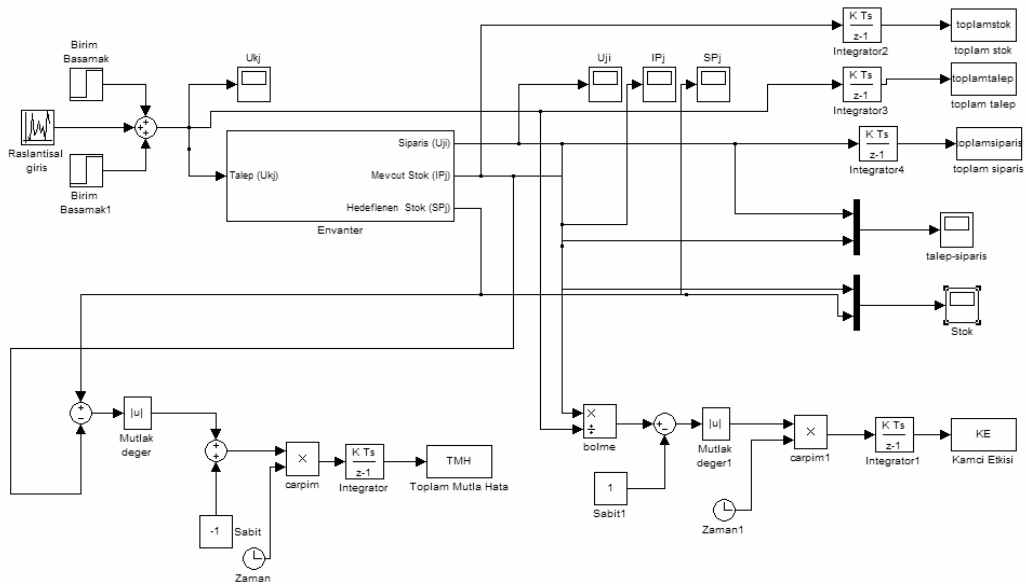 K Ts
z-1
Integrator2
toplamstok
toplam stok
Birim
Basamak
Ukj
Uji
IPj
SPj
K Ts
z-1
Integrator3
toplamtalep
toplam talep
Raslantisal
giris
+
+
+
Birim
Basamak1
Talep (Ukj)
Siparis (Uji)
Mevcut Stok (IPj)
Hedeflenen Stok (SPj)
Envanter
K Ts
z-1
Integrator4
toplamsiparis
toplam siparis
talep-siparis
Stok
+
−
|u|
Mutlak
deger
+
+
-1
Sabit
Zaman
×
carpim
K Ts
z-1
Integrator
TMH
Toplam Mutla Hata
×
÷
bolme
+
−
1
Sabit1
|u|
Mutlak
deger1
Zaman1
×
carpim1
K Ts
z-1
Integrator1
KE
Kamci Etkisi